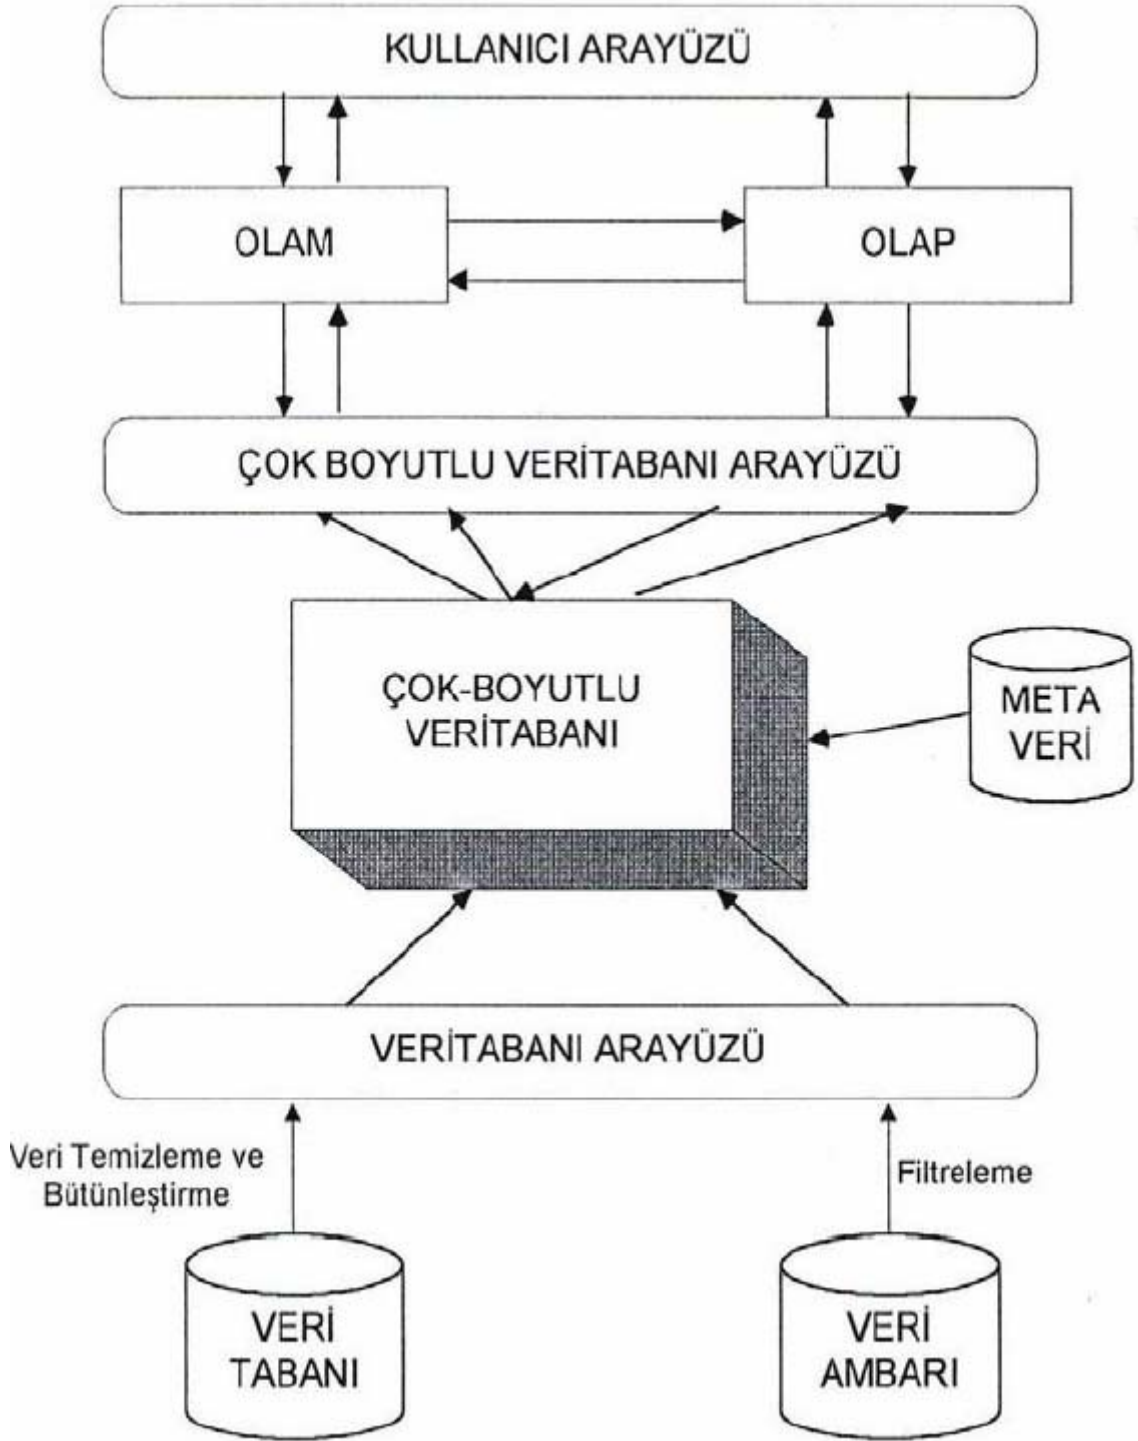 KULLANICI ARAYÜZÜ
OLAM
OLAP
ÇOK BOYUTLU VERİTABANI ARAYÜZÜ
ÇOK-BOYUTLU
VERİTABANI
META
VERİ
VERİTABANI ARAYÜZÜ
Veri Temizleme ve
Bütünleştirme
Filtreleme
VERİ
TABANI
VERİ
AMBARI